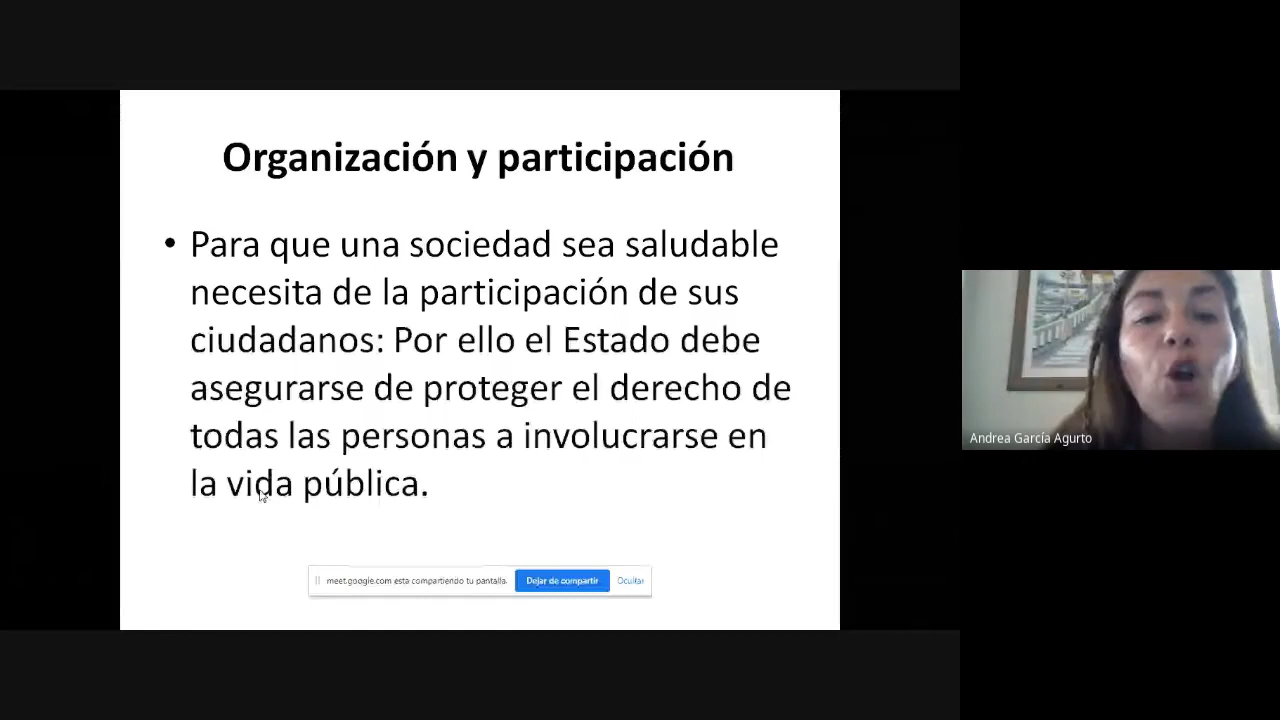 Organización y participación
• Para que una sociedad sea saludable
necesita de la participación de sus
ciudadanos: Por ello el Estado debe
asegurarse de proteger el derecho de
todas las personas a involucrarse en
la vida pública.
meet.google.com esta compartiendo tu pantalla.
Dejar de compartir
Ocultar
Andrea García Agurto